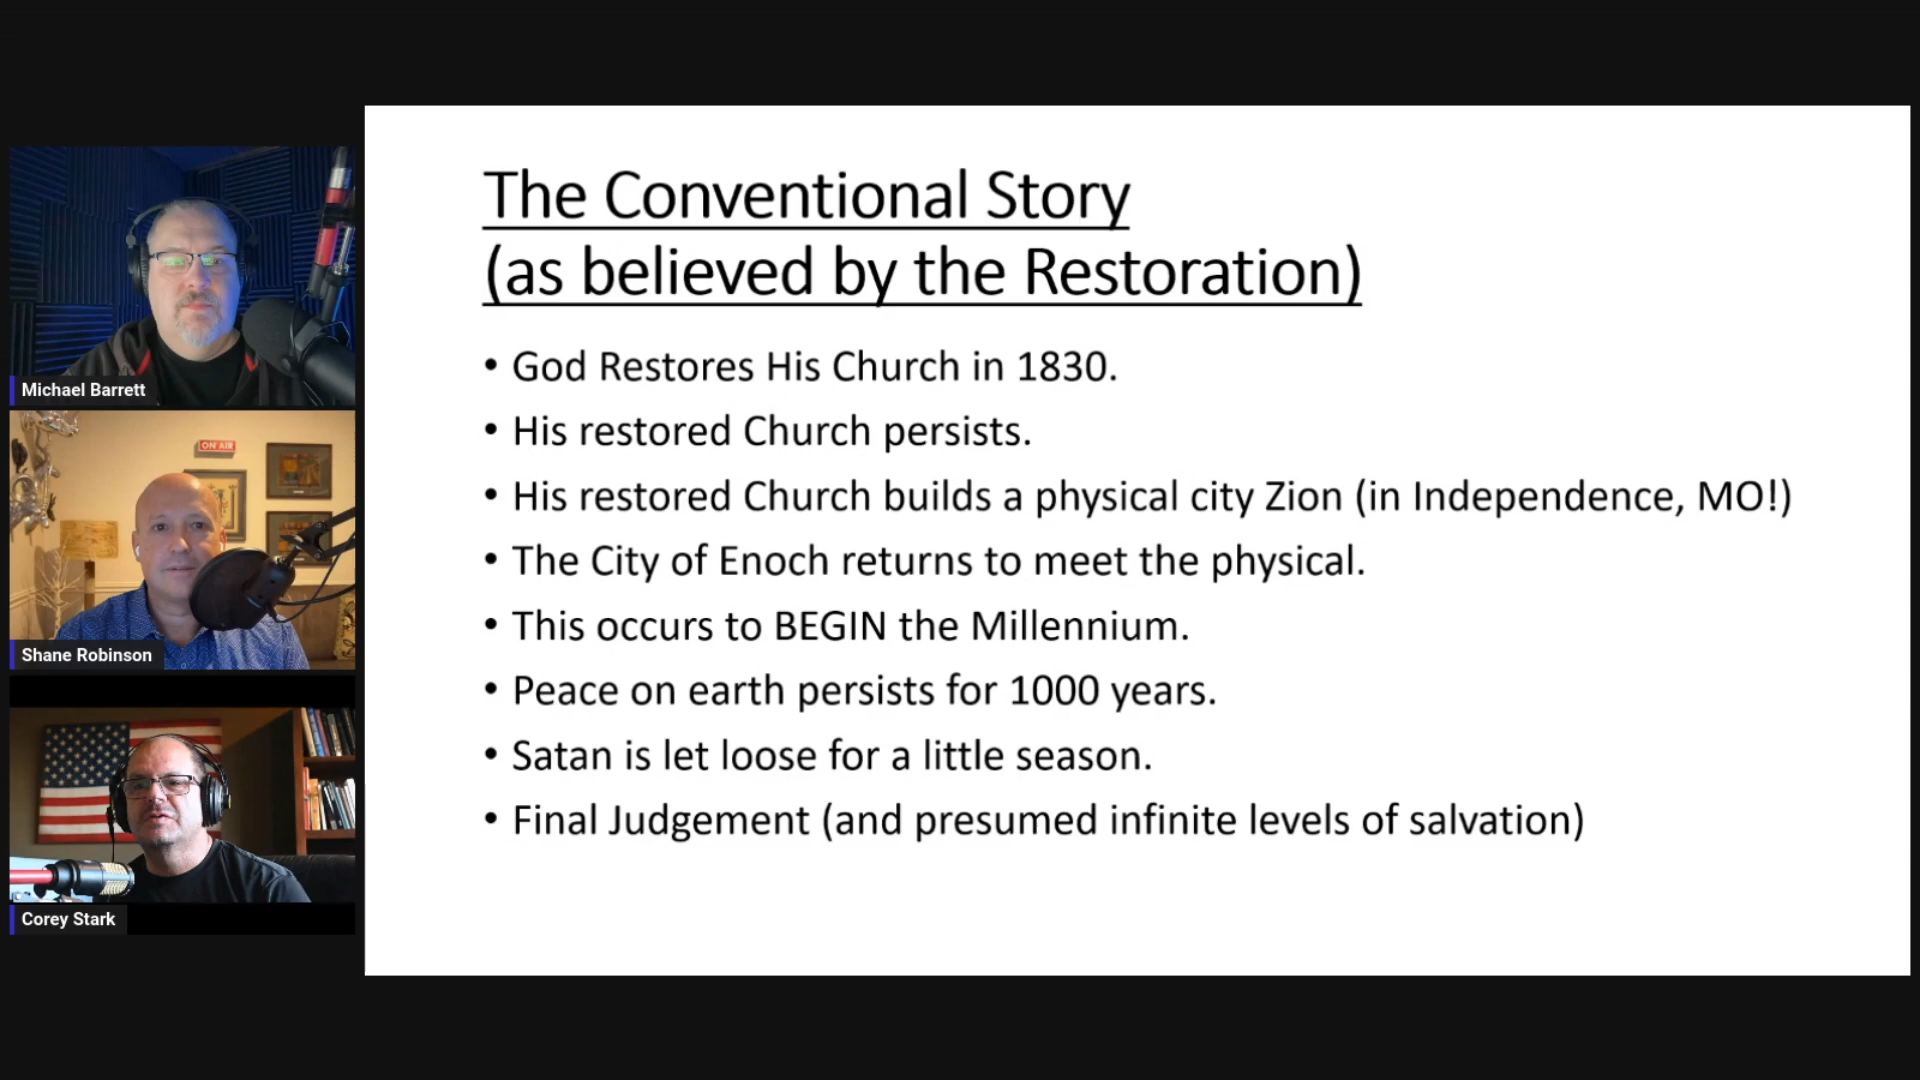 Michael Barrett
ON AIR
Shane Robinson
Corey Stark
The Conventional Story
(as believed by the Restoration)
• God Restores His Church in 1830.
• His restored Church persists.
• His restored Church builds a physical city Zion (in Independence, MO!)
• The City of Enoch returns to meet the physical.
• This occurs to BEGIN the Millennium.
• Peace on earth persists for 1000 years.
• Satan is let loose for a little season.
• Final Judgement (and presumed infinite levels of salvation)